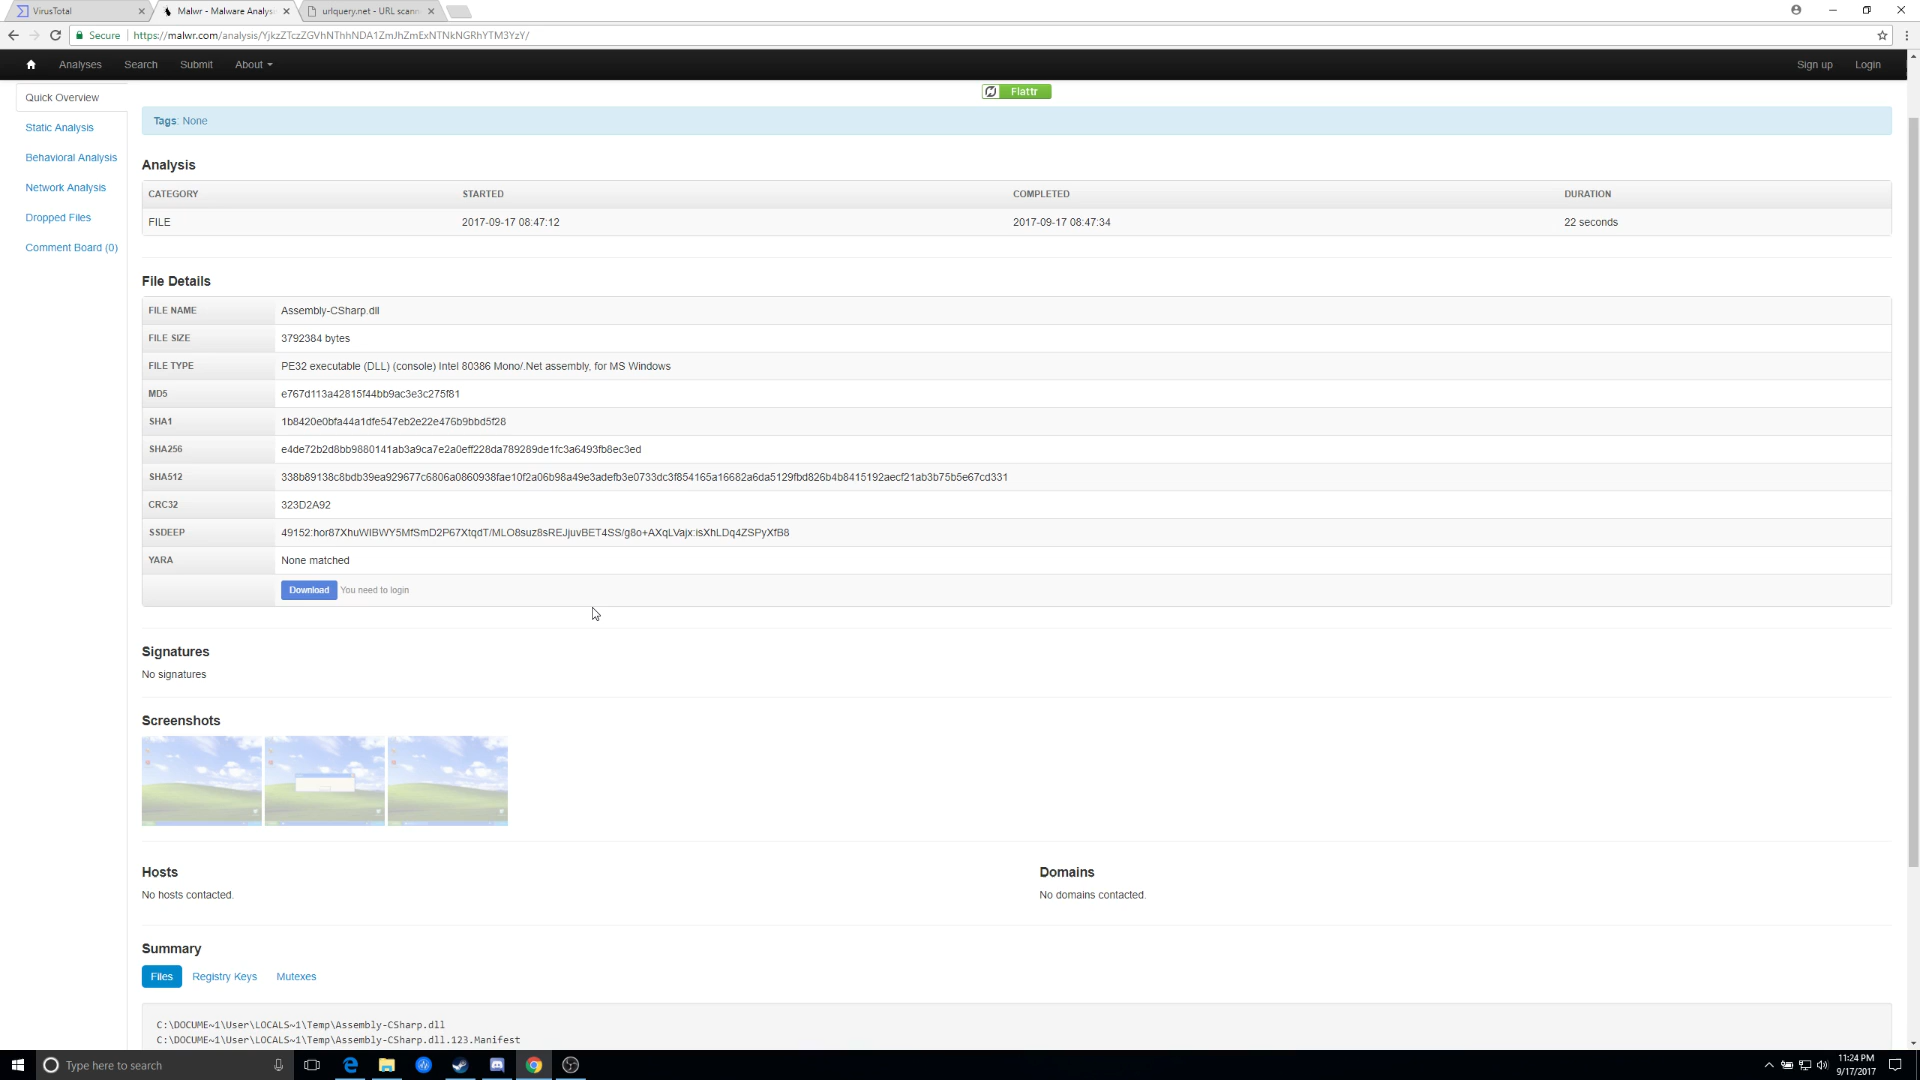 VirusTotal
Malwr - Malware Analys
urlquery.net - URL scann
Secure
https://malwr.com/analysis/YjkzZTczZGVhNThhNDA1ZmJhZmExNTNkNGRhYTM3YzY/
Analyses Search Submit About
Sign up Login
Quick Overview
Static Analysis
Behavioral Analysis
Network Analysis
Dropped Files
Comment Board (0)
Flattr
Tags: None
Analysis
CATEGORY STARTED COMPLETED DURATION
FILE 2017-09-17 08:47:12 2017-09-17 08:47:34 22 seconds
File Details
FILE NAME Assembly-CSharp.dll
FILE SIZE 3792384 bytes
FILE TYPE PE32 executable (DLL) (console) Intel 80386 Mono/.Net assembly, for MS Windows
MD5 e767d113a42815f44bb9ac3e3c275f81
SHA1 1b8420e0bfa44a1dfe547eb2e22e476b9bbd5f28
SHA256 e4de72b2d8bb9880141ab3a9ca7e2a0eff228da789289de1fc3a6493fb8ec3ed
SHA512 338b89138c8bdb39ea929677c6806a0860938fae10f2a06b98a49e3adefb3e0733dc3f854165a16682a6da5129fbd826b4b8415192aecf21ab3b75b5e67cd331
CRC32 323D2A92
SSDEEP 49152:hor87XhuWIBWY5MfSmD2P67XtqdT/MLO8suz8sREJjuvBET4SS/g8o+AXqLVajx:isXhLDq4ZSPyXfB8
YARA None matched
Download You need to login
Signatures
No signatures
Screenshots
Hosts
No hosts contacted.
Domains
No domains contacted.
Summary
Files Registry Keys Mutexes
C:\DOCUME~1\User\LOCALS~1\Temp\Assembly-CSharp.dll
C:\DOCUME~1\User\LOCALS~1\Temp\Assembly-CSharp.dll.123.Manifest
Type here to search
11:24 PM
9/17/2017